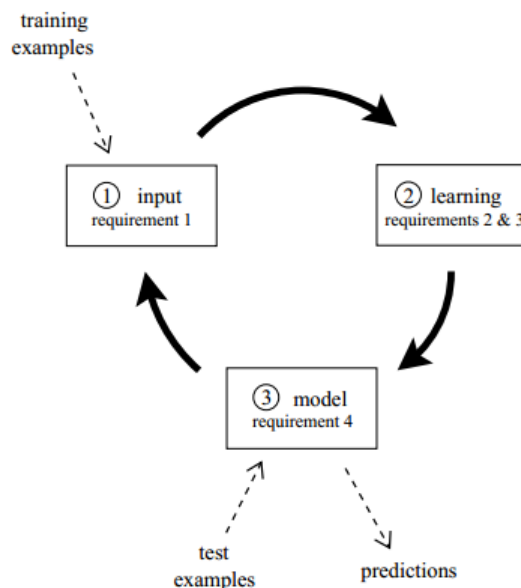 training
examples
① input
requirement 1
② learning
requirements 2 & 3
③ model
requirement 4
test
examples
predictions